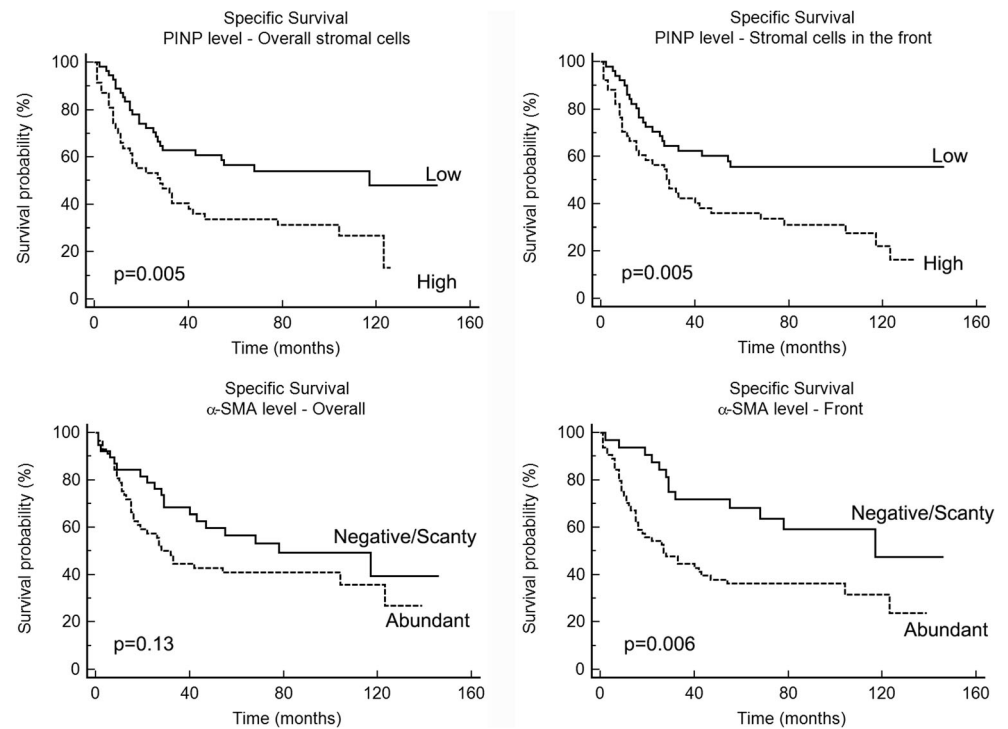 Specific Survival
PINP level - Overall stromal cells
Survival probability (%)
100
80
60
40
20
0
Low
High
p=0.005
0 40 80 120 160
Time (months)
Specific Survival
PINP level - Stromal cells in the front
Survival probability (%)
100
80
60
40
20
0
Low
High
p=0.005
0 40 80 120 160
Time (months)
Specific Survival
α-SMA level - Overall
Survival probability (%)
100
80
60
40
20
0
Negative/Scanty
Abundant
p=0.13
0 40 80 120 160
Time (months)
Specific Survival
α-SMA level - Front
Survival probability (%)
100
80
60
40
20
0
Negative/Scanty
Abundant
p=0.006
0 40 80 120 160
Time (months)